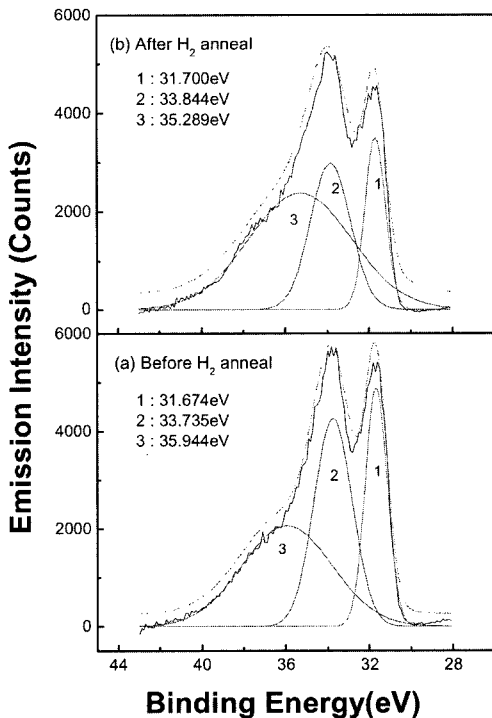 6000
(b) After H2 anneal
1 : 31.700eV
2 : 33.844eV
3 : 35.289eV
4000
2000
0
1
2
3
6000
(a) Before H2 anneal
1 : 31.674eV
2 : 33.735eV
3 : 35.944eV
4000
2000
0
1
2
3
44 40 36 32 28
Emission Intensity (Counts)
Binding Energy(eV)